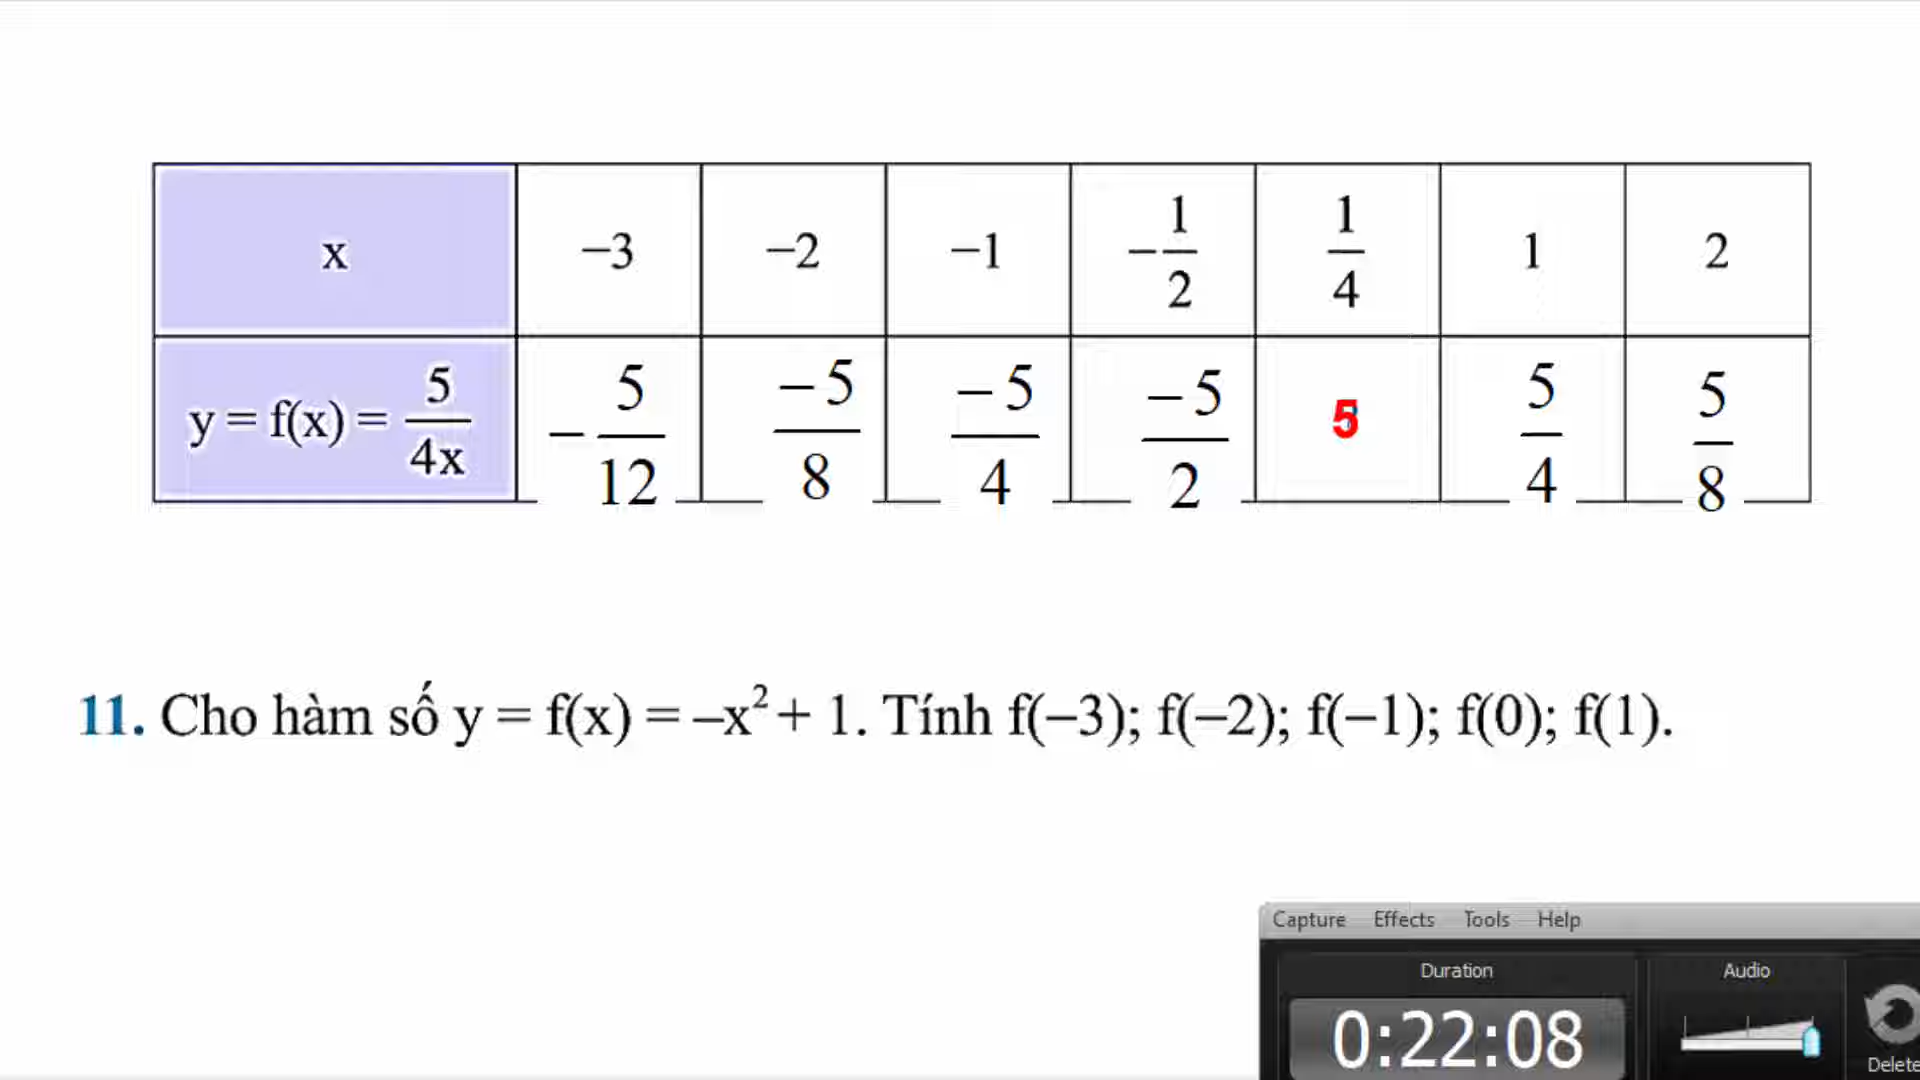 x −3 −2 −1 −1/2 1/4 1 2
y = f(x) = 5/4x −5/12 −5/8 −5/4 −5/2 5 5/4 5/8
11. Cho hàm số y = f(x) = –x² + 1. Tính f(−3); f(−2); f(−1); f(0); f(1).
Capture Effects Tools Help
Duration Audio
0:22:08
Delete